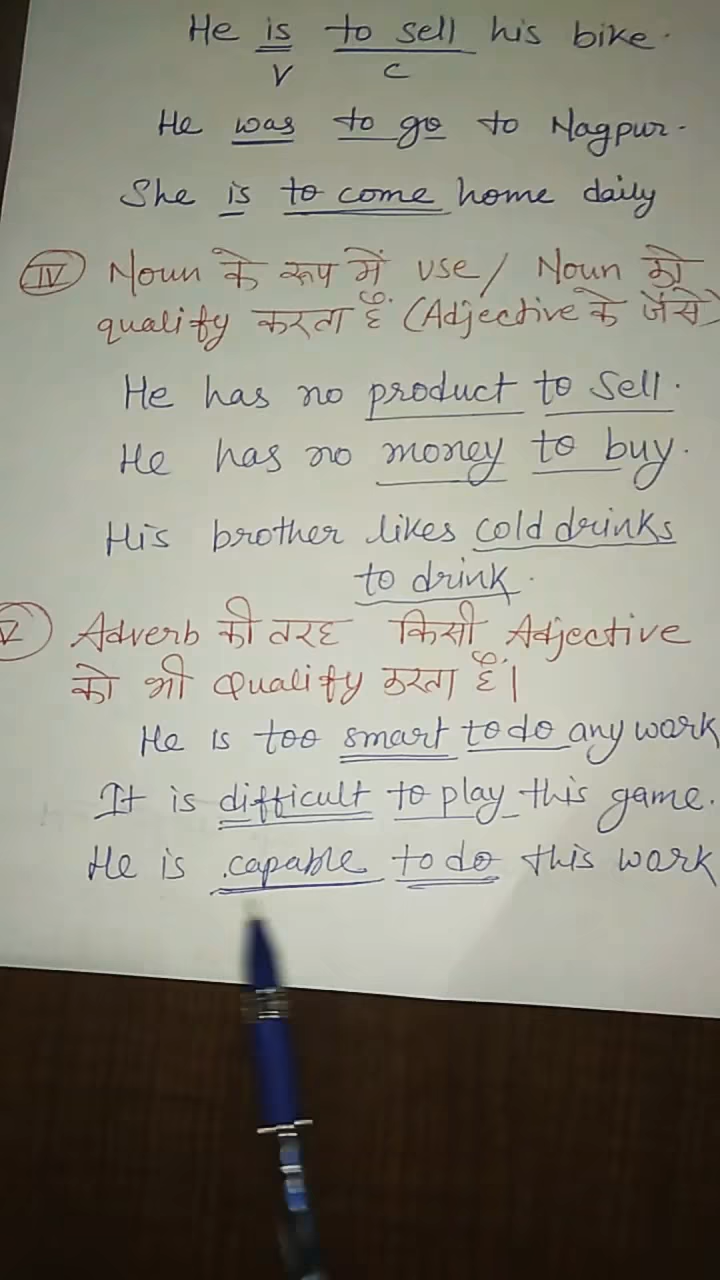 He is to sell his bike.
V C
He was to go to Nagpur.
She is to come home daily
IV Noun के रूप में use/ Noun को
qualify करता है. (Adjective के जैसे)
He has no product to sell.
He has no money to buy.
His brother likes cold drinks
to drink.
V Adverb की तरह किसी Adjective
को भी Qualify करता है।
He is too smart to do any work
It is difficult to play this game.
He is capable to do this work